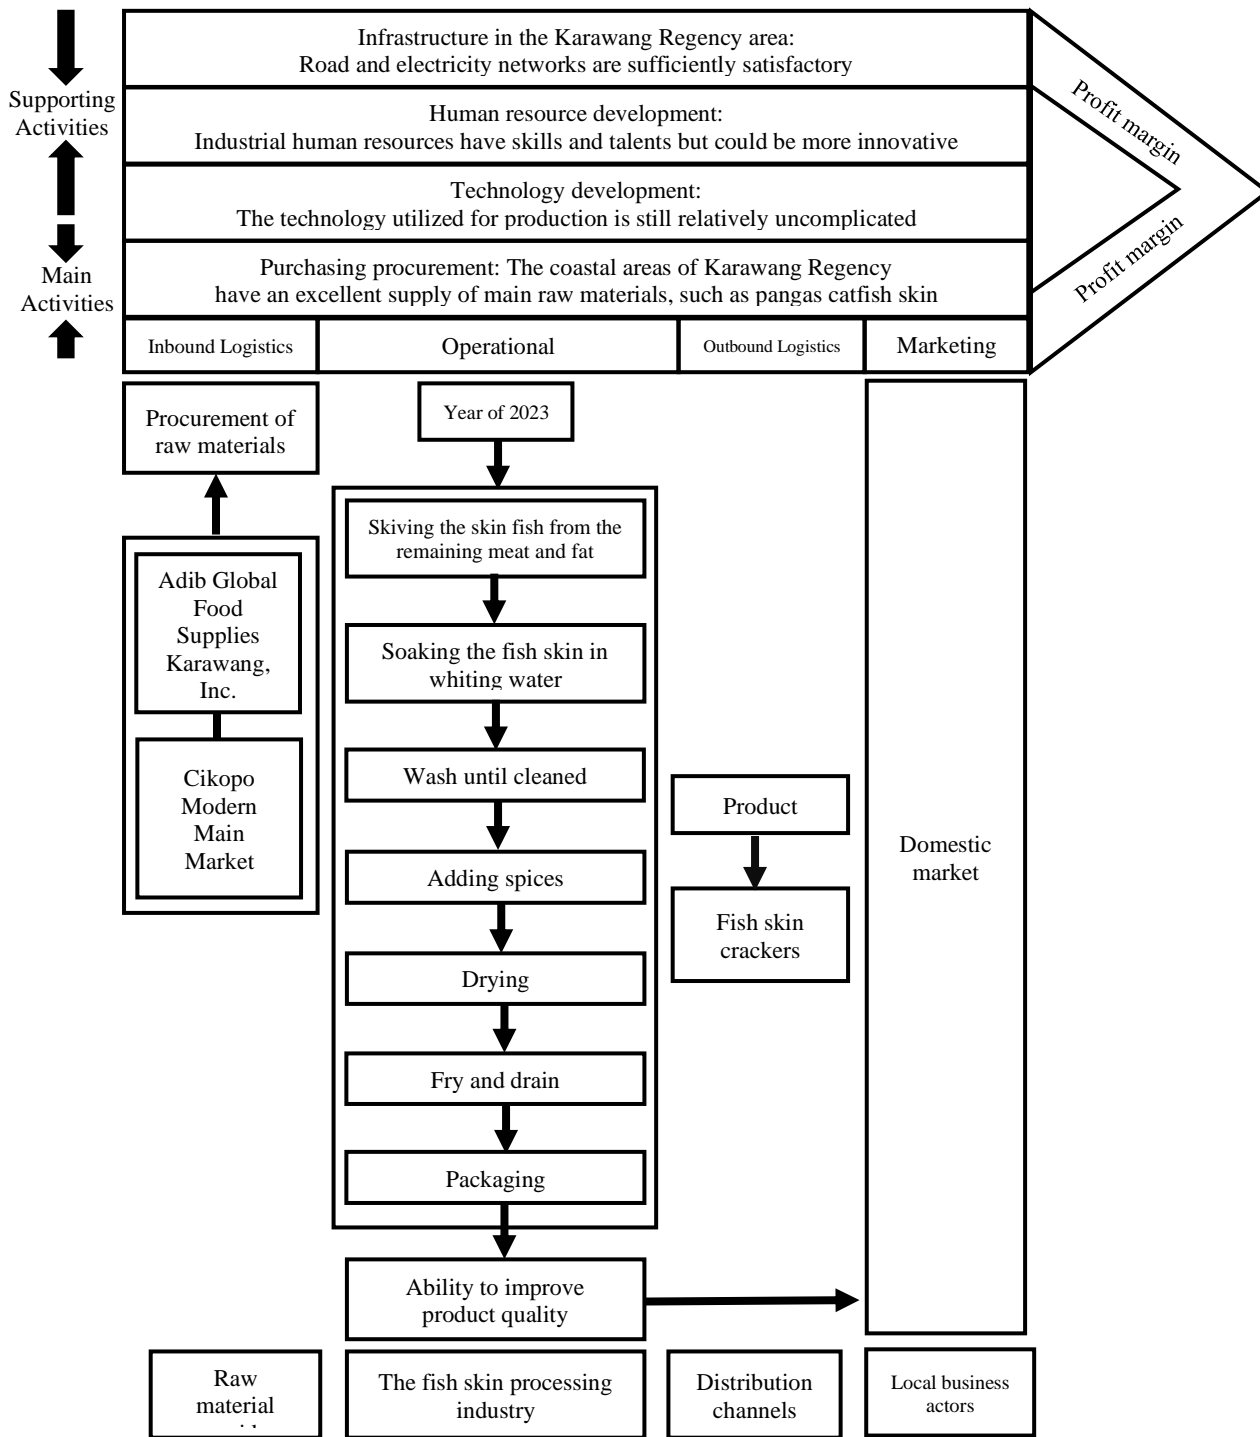 Infrastructure in the Karawang Regency area:
Road and electricity networks are sufficiently satisfactory
Supporting
Activities
Human resource development:
Industrial human resources have skills and talents but could be more innovative
Technology development:
The technology utilized for production is still relatively uncomplicated
Main
Activities
Purchasing procurement: The coastal areas of Karawang Regency
have an excellent supply of main raw materials, such as pangas catfish skin
Profit margin
Profit margin
Inbound Logistics
Operational
Outbound Logistics
Marketing
Procurement of
raw materials
Adib Global
Food
Supplies
Karawang,
Inc.
Cikopo
Modern
Main
Market
Year of 2023
Skiving the skin fish from the
remaining meat and fat
Soaking the fish skin in
whiting water
Wash until cleaned
Adding spices
Drying
Fry and drain
Packaging
Ability to improve
product quality
Product
Fish skin
crackers
Domestic
market
Raw
material
The fish skin processing
industry
Distribution
channels
Local business
actors